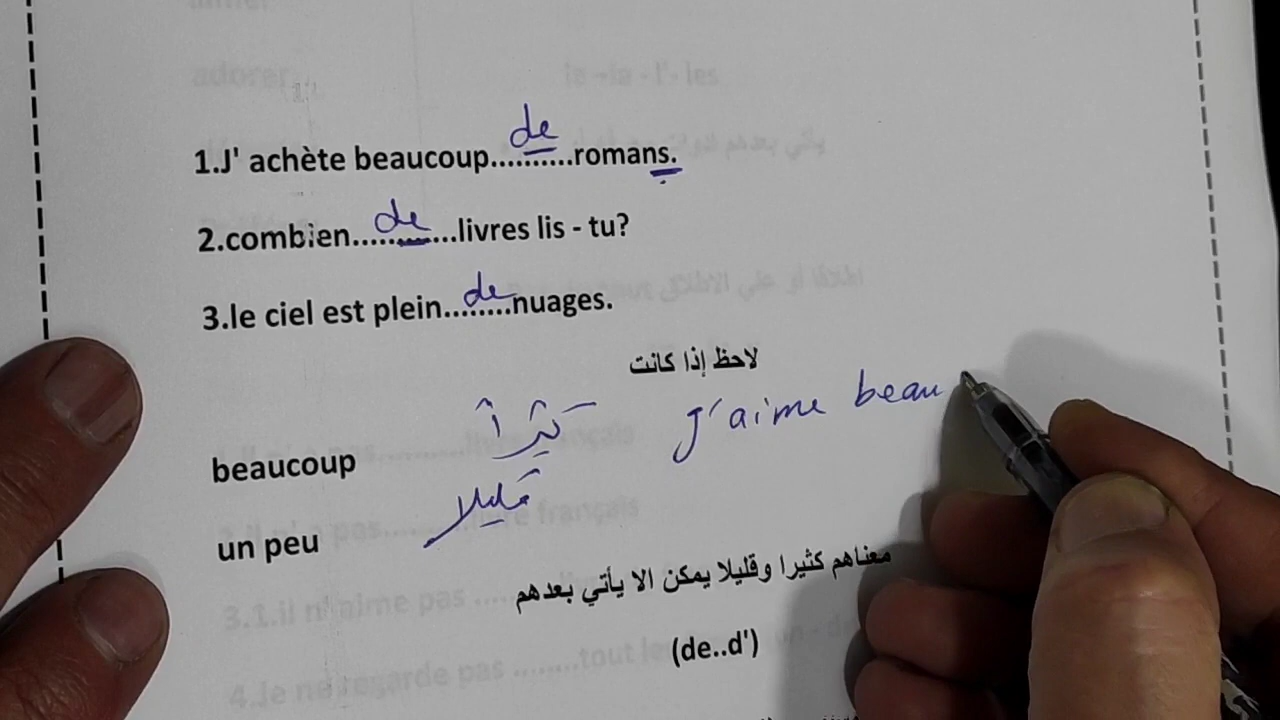 1.J' achète beaucoup....de.....romans.
2.combien.....de.....livres lis - tu?
3.le ciel est plein...de...nuages.
لاحظ إذا كانت
beaucoup كثيراً j'aime beau
un peu قليلا
معناهم كثيرا وقليلا يمكن الا يأتي بعدهم
(de..d')